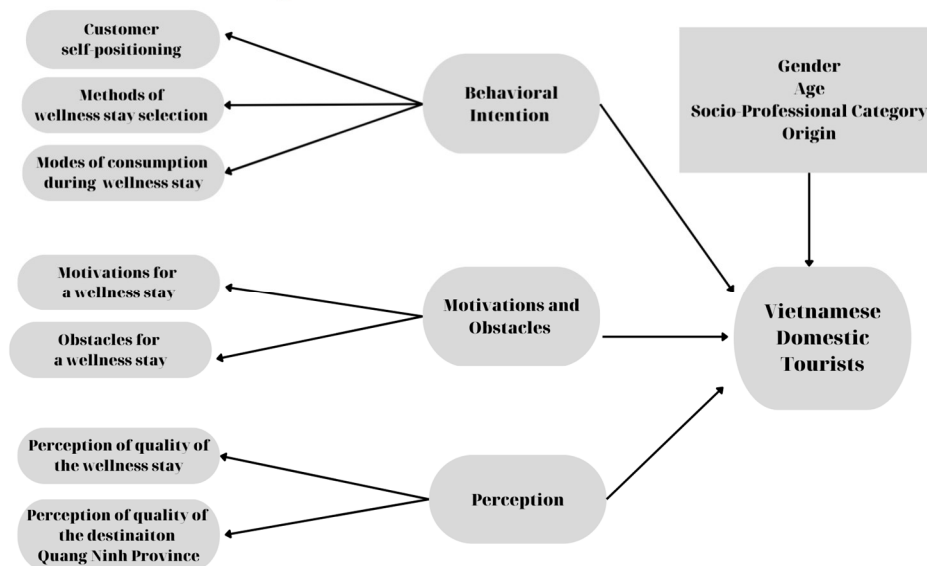 Customer
self-positioning
Methods of
wellness stay selection
Modes of consumption
during wellness stay
Behavioral
Intention
Gender
Age
Socio-Professional Category
Origin
Motivations for
a wellness stay
Obstacles for
a wellness stay
Motivations and
Obstacles
Vietnamese
Domestic
Tourists
Perception of quality of
the wellness stay
Perception of quality of
the destinaiton
Quang Ninh Province
Perception